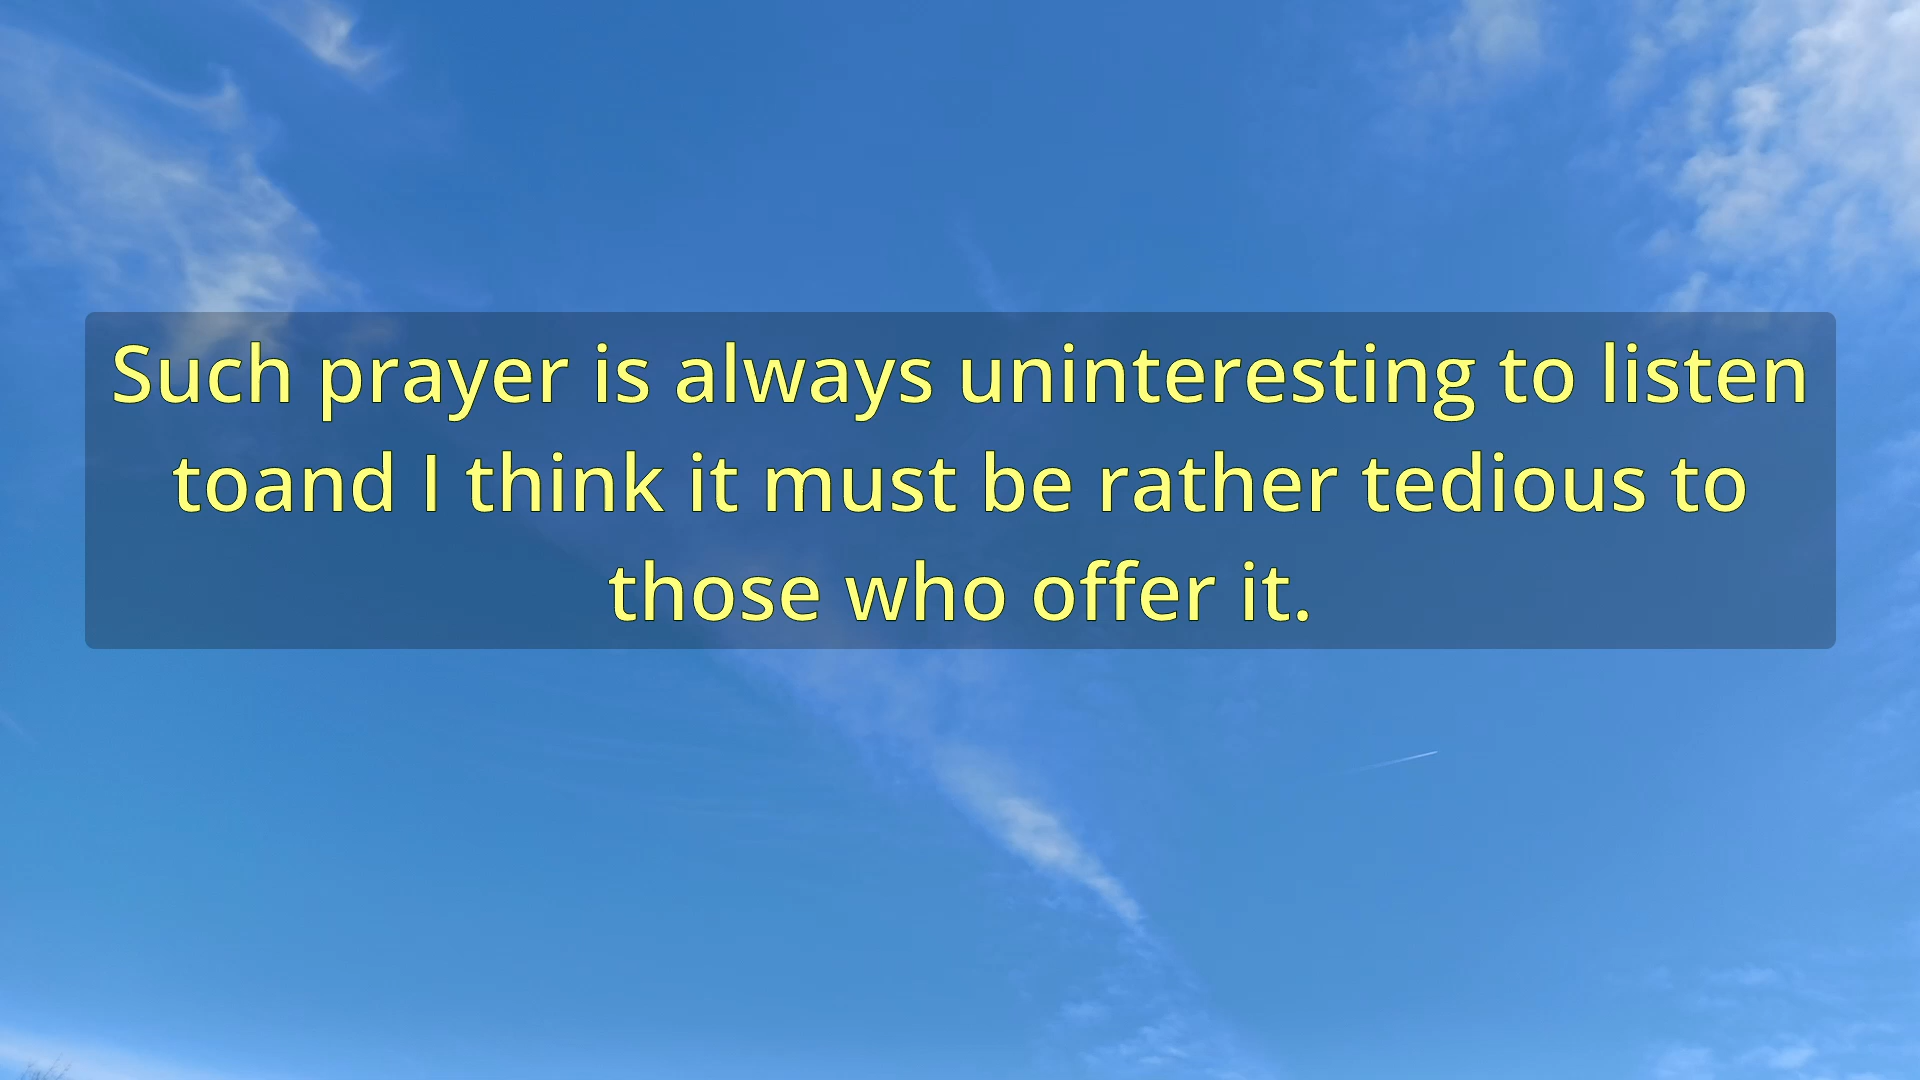 Such prayer is always uninteresting to listen
toand I think it must be rather tedious to
those who offer it.